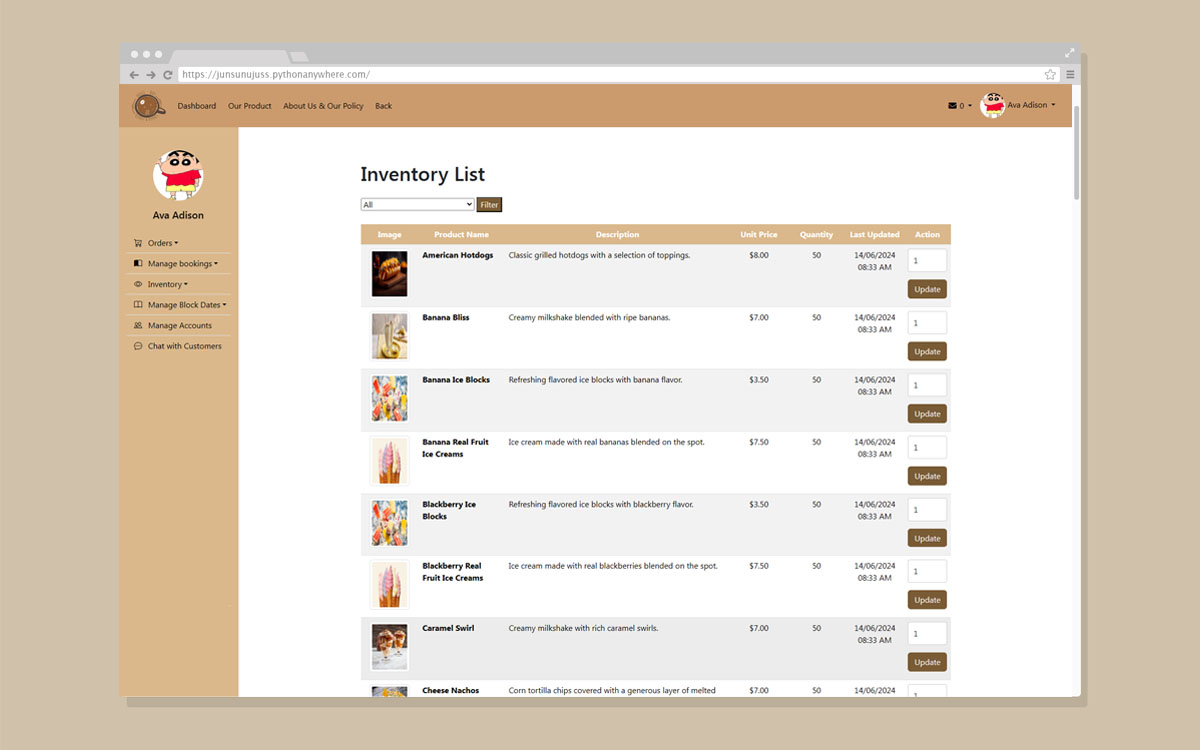 https://junsunujuss.pythonanywhere.com/
Dashboard Our Product About Us & Our Policy Back
0 Ava Adison
Ava Adison
Orders
Manage bookings
Inventory
Manage Block Dates
Manage Accounts
Chat with Customers
Inventory List
All Filter
Image Product Name Description Unit Price Quantity Last Updated Action
American Hotdogs Classic grilled hotdogs with a selection of toppings. $8.00 50 14/06/2024 1
08:33 AM
Update
Banana Bliss Creamy milkshake blended with ripe bananas. $7.00 50 14/06/2024 1
08:33 AM
Update
Banana Ice Blocks Refreshing flavored ice blocks with banana flavor. $3.50 50 14/06/2024 1
08:33 AM
Update
Banana Real Fruit Ice cream made with real bananas blended on the spot. $7.50 50 14/06/2024 1
Ice Creams 08:33 AM
Update
Blackberry Ice Refreshing flavored ice blocks with blackberry flavor. $3.50 50 14/06/2024 1
Blocks 08:33 AM
Update
Blackberry Real Ice cream made with real blackberries blended on the spot. $7.50 50 14/06/2024 1
Fruit Ice Creams 08:33 AM
Update
Caramel Swirl Creamy milkshake with rich caramel swirls. $7.00 50 14/06/2024 1
08:33 AM
Update
Cheese Nachos Corn tortilla chips covered with a generous layer of melted $7.00 50 14/06/2024 1